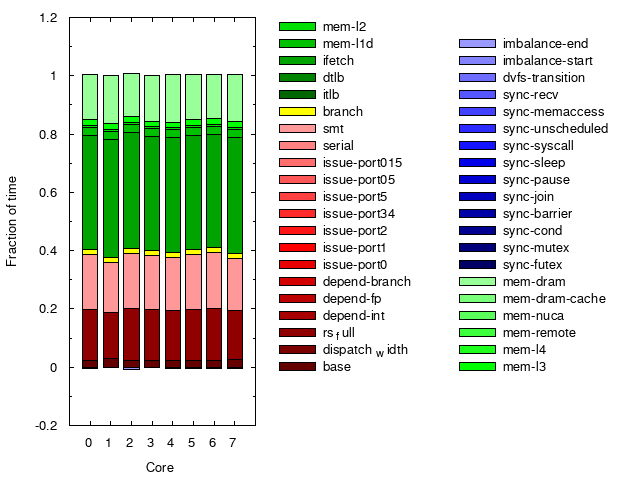 1.2
1
0.8
0.6
0.4
0.2
0
-0.2
Fraction of time
0 1 2 3 4 5 6 7
Core
mem-l2
mem-l1d
ifetch
dtlb
itlb
branch
smt
serial
issue-port015
issue-port05
issue-port5
issue-port34
issue-port2
issue-port1
issue-port0
depend-branch
depend-fp
depend-int
rsfull
dispatchwidth
base
imbalance-end
imbalance-start
dvfs-transition
sync-recv
sync-memaccess
sync-unscheduled
sync-syscall
sync-sleep
sync-pause
sync-join
sync-barrier
sync-cond
sync-mutex
sync-futex
mem-dram
mem-dram-cache
mem-nuca
mem-remote
mem-l4
mem-l3